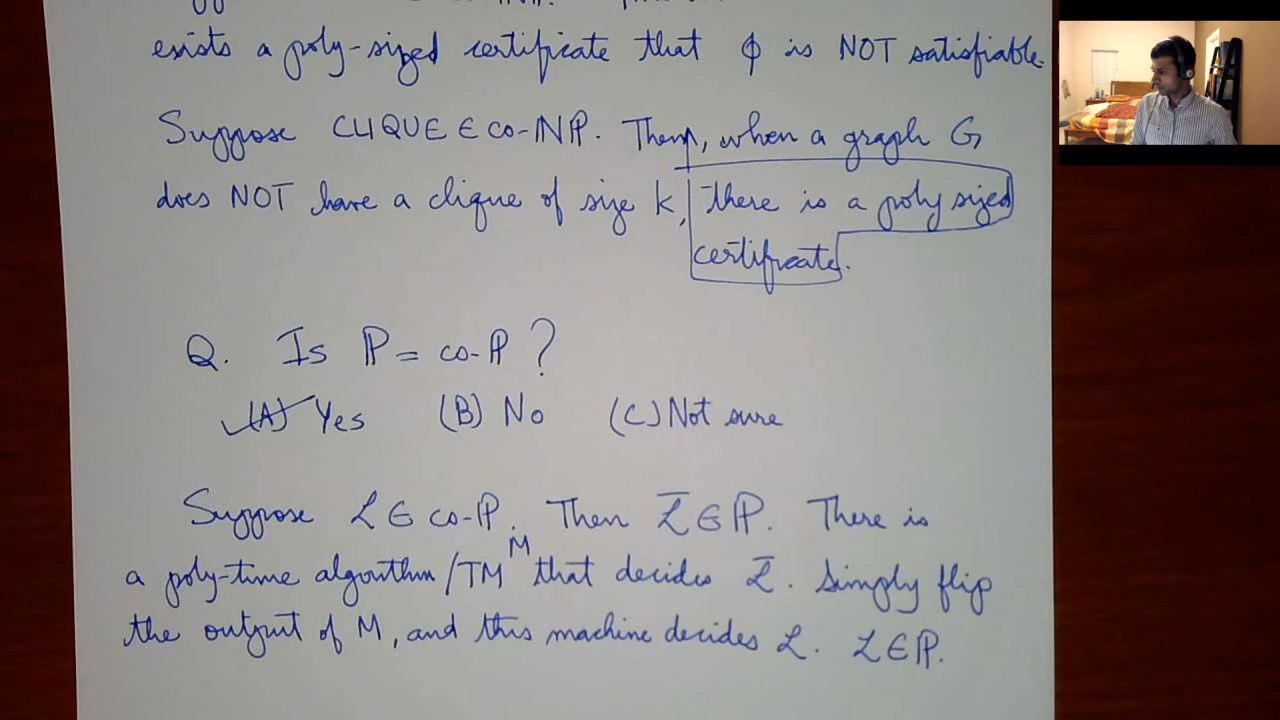 exists a poly-sized certificate that ϕ is NOT satisfiable.
Suppose CLIQUE ∈ co-NP. Then, when a graph G
does NOT have a clique of size k, there is a poly sized
certificate.
Q. Is P = co-P ?
(A) Yes (B) No (C) Not sure
Suppose L ∈ co-P. Then L̅ ∈ P. There is
a poly-time algorithm/TM M that decides L̅. Simply flip
the output of M, and this machine decides L. L ∈ P.